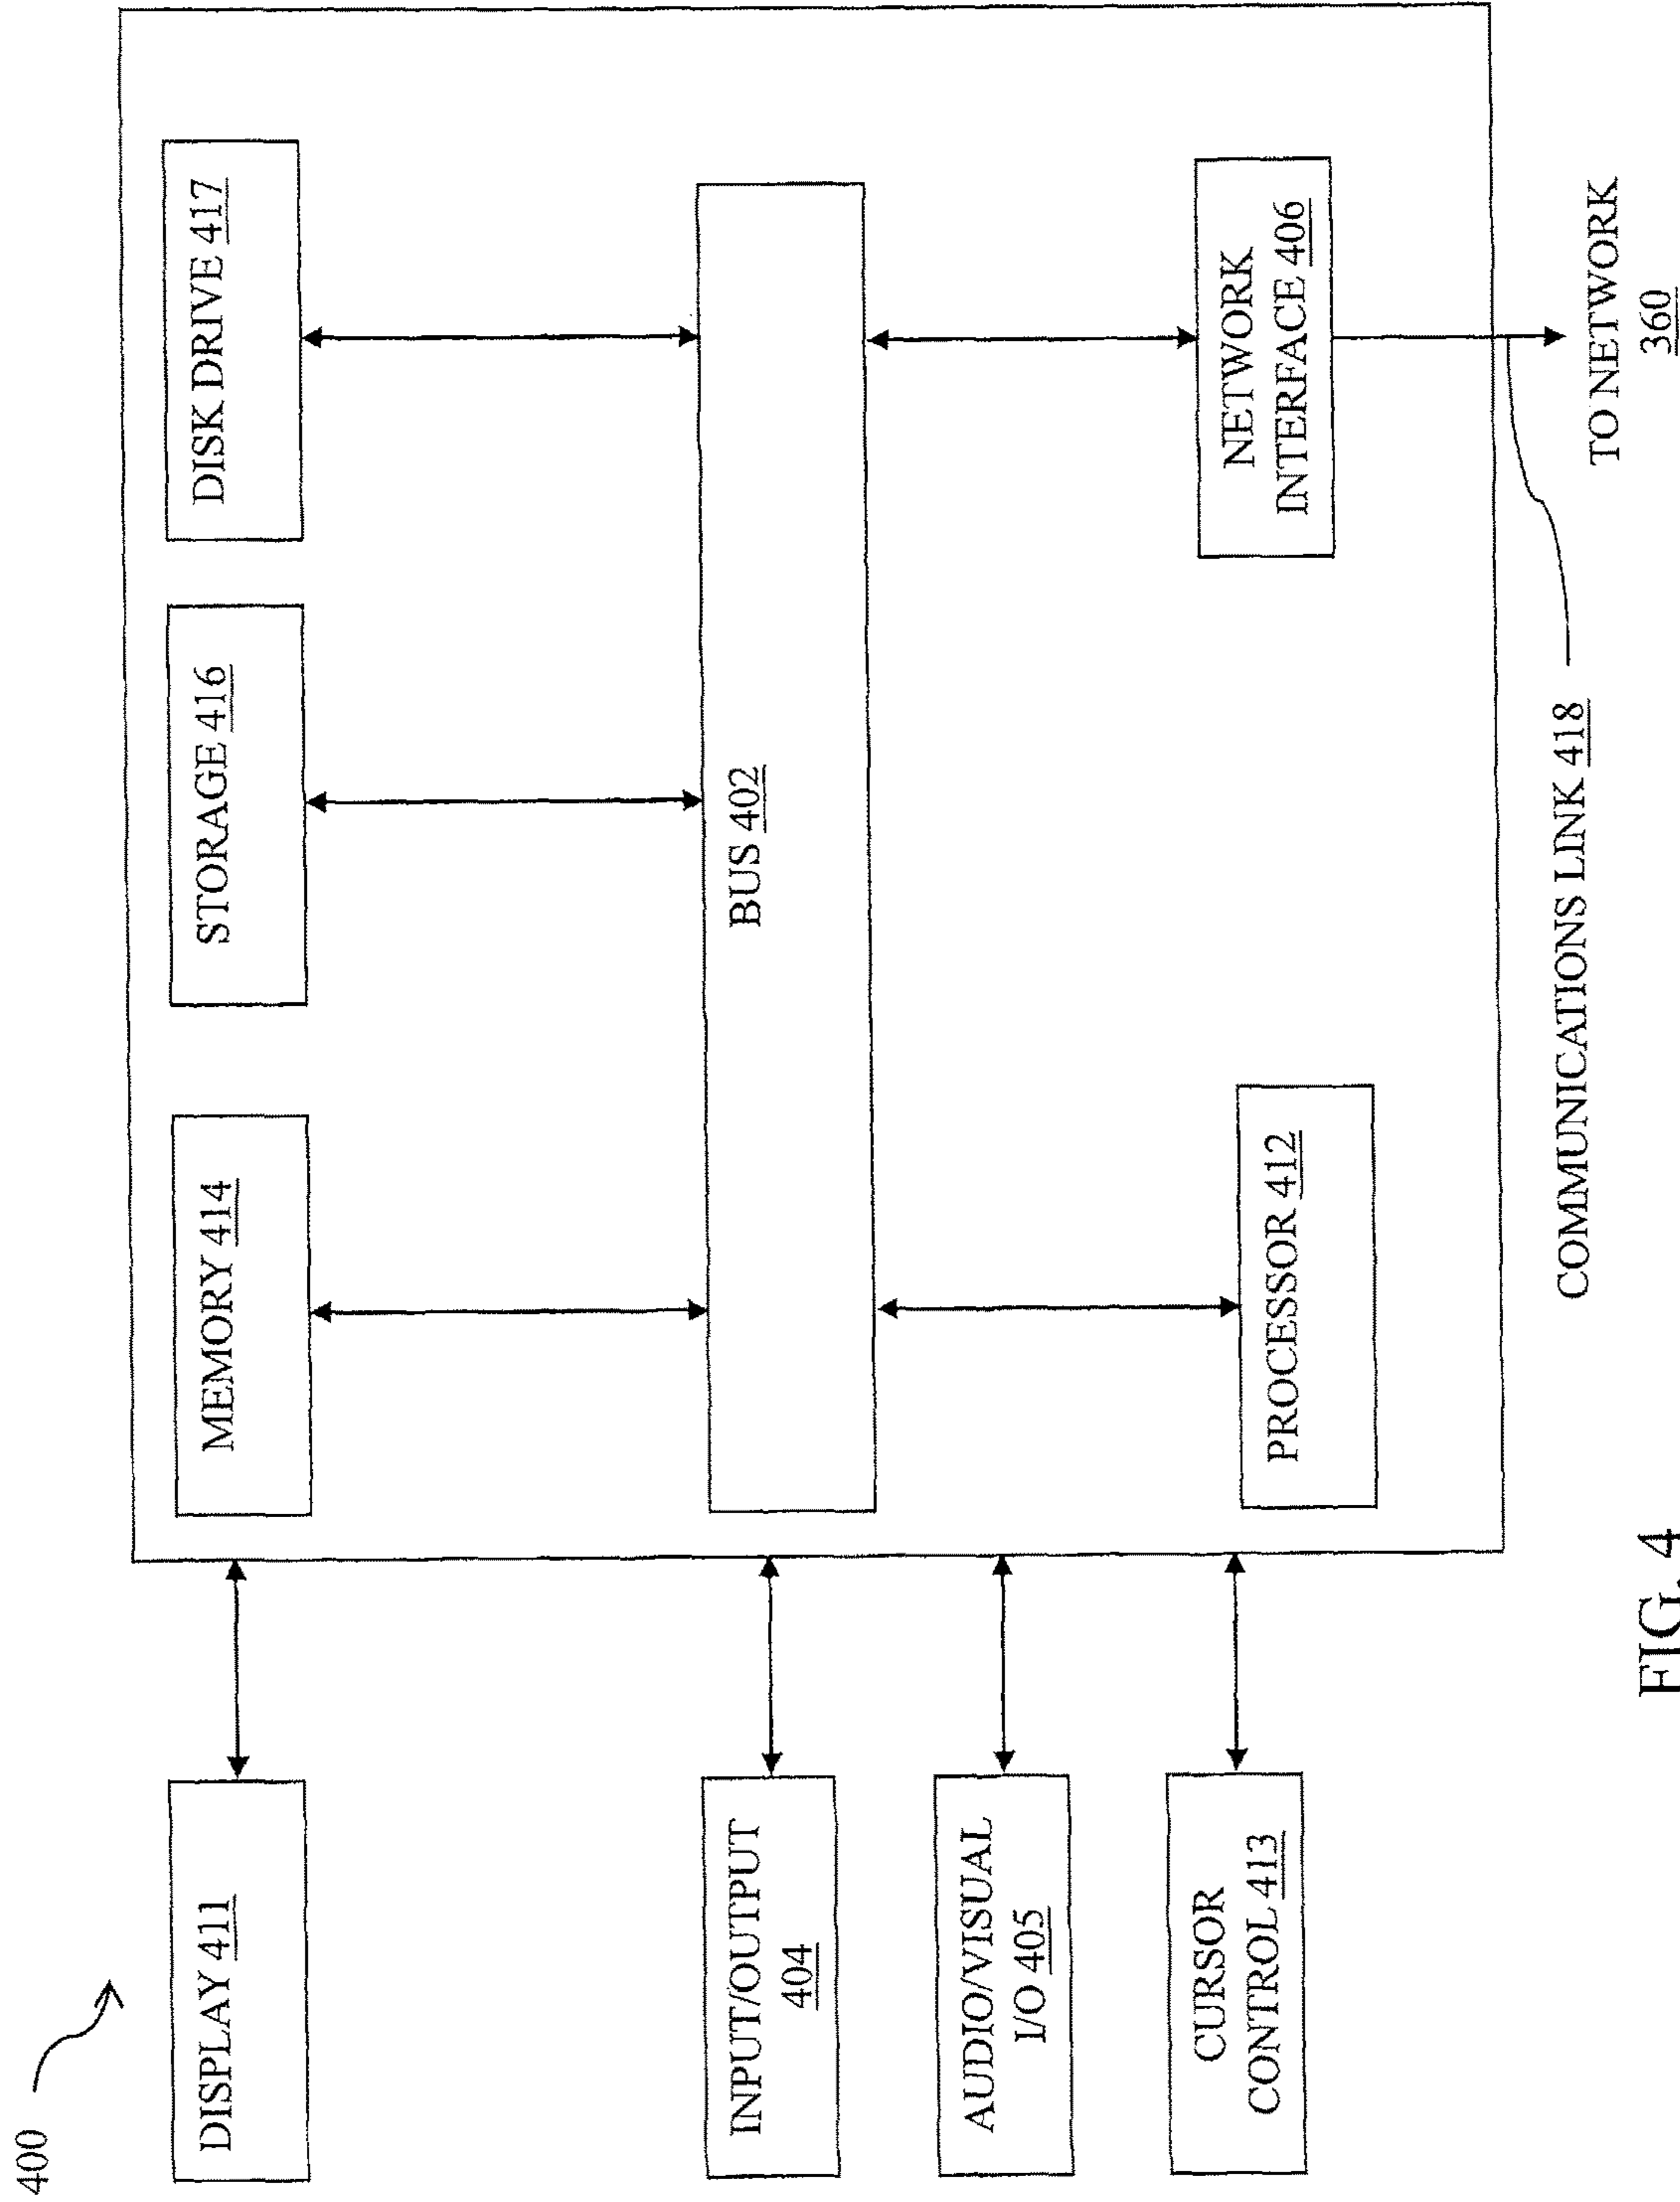 400
DISPLAY 411
MEMORY 414
STORAGE 416
DISK DRIVE 417
INPUT/OUTPUT
404
BUS 402
AUDIO/VISUAL
I/O 405
CURSOR
CONTROL 413
PROCESSOR 412
NETWORK
INTERFACE 406
COMMUNICATIONS LINK 418
TO NETWORK
360
FIG. 4